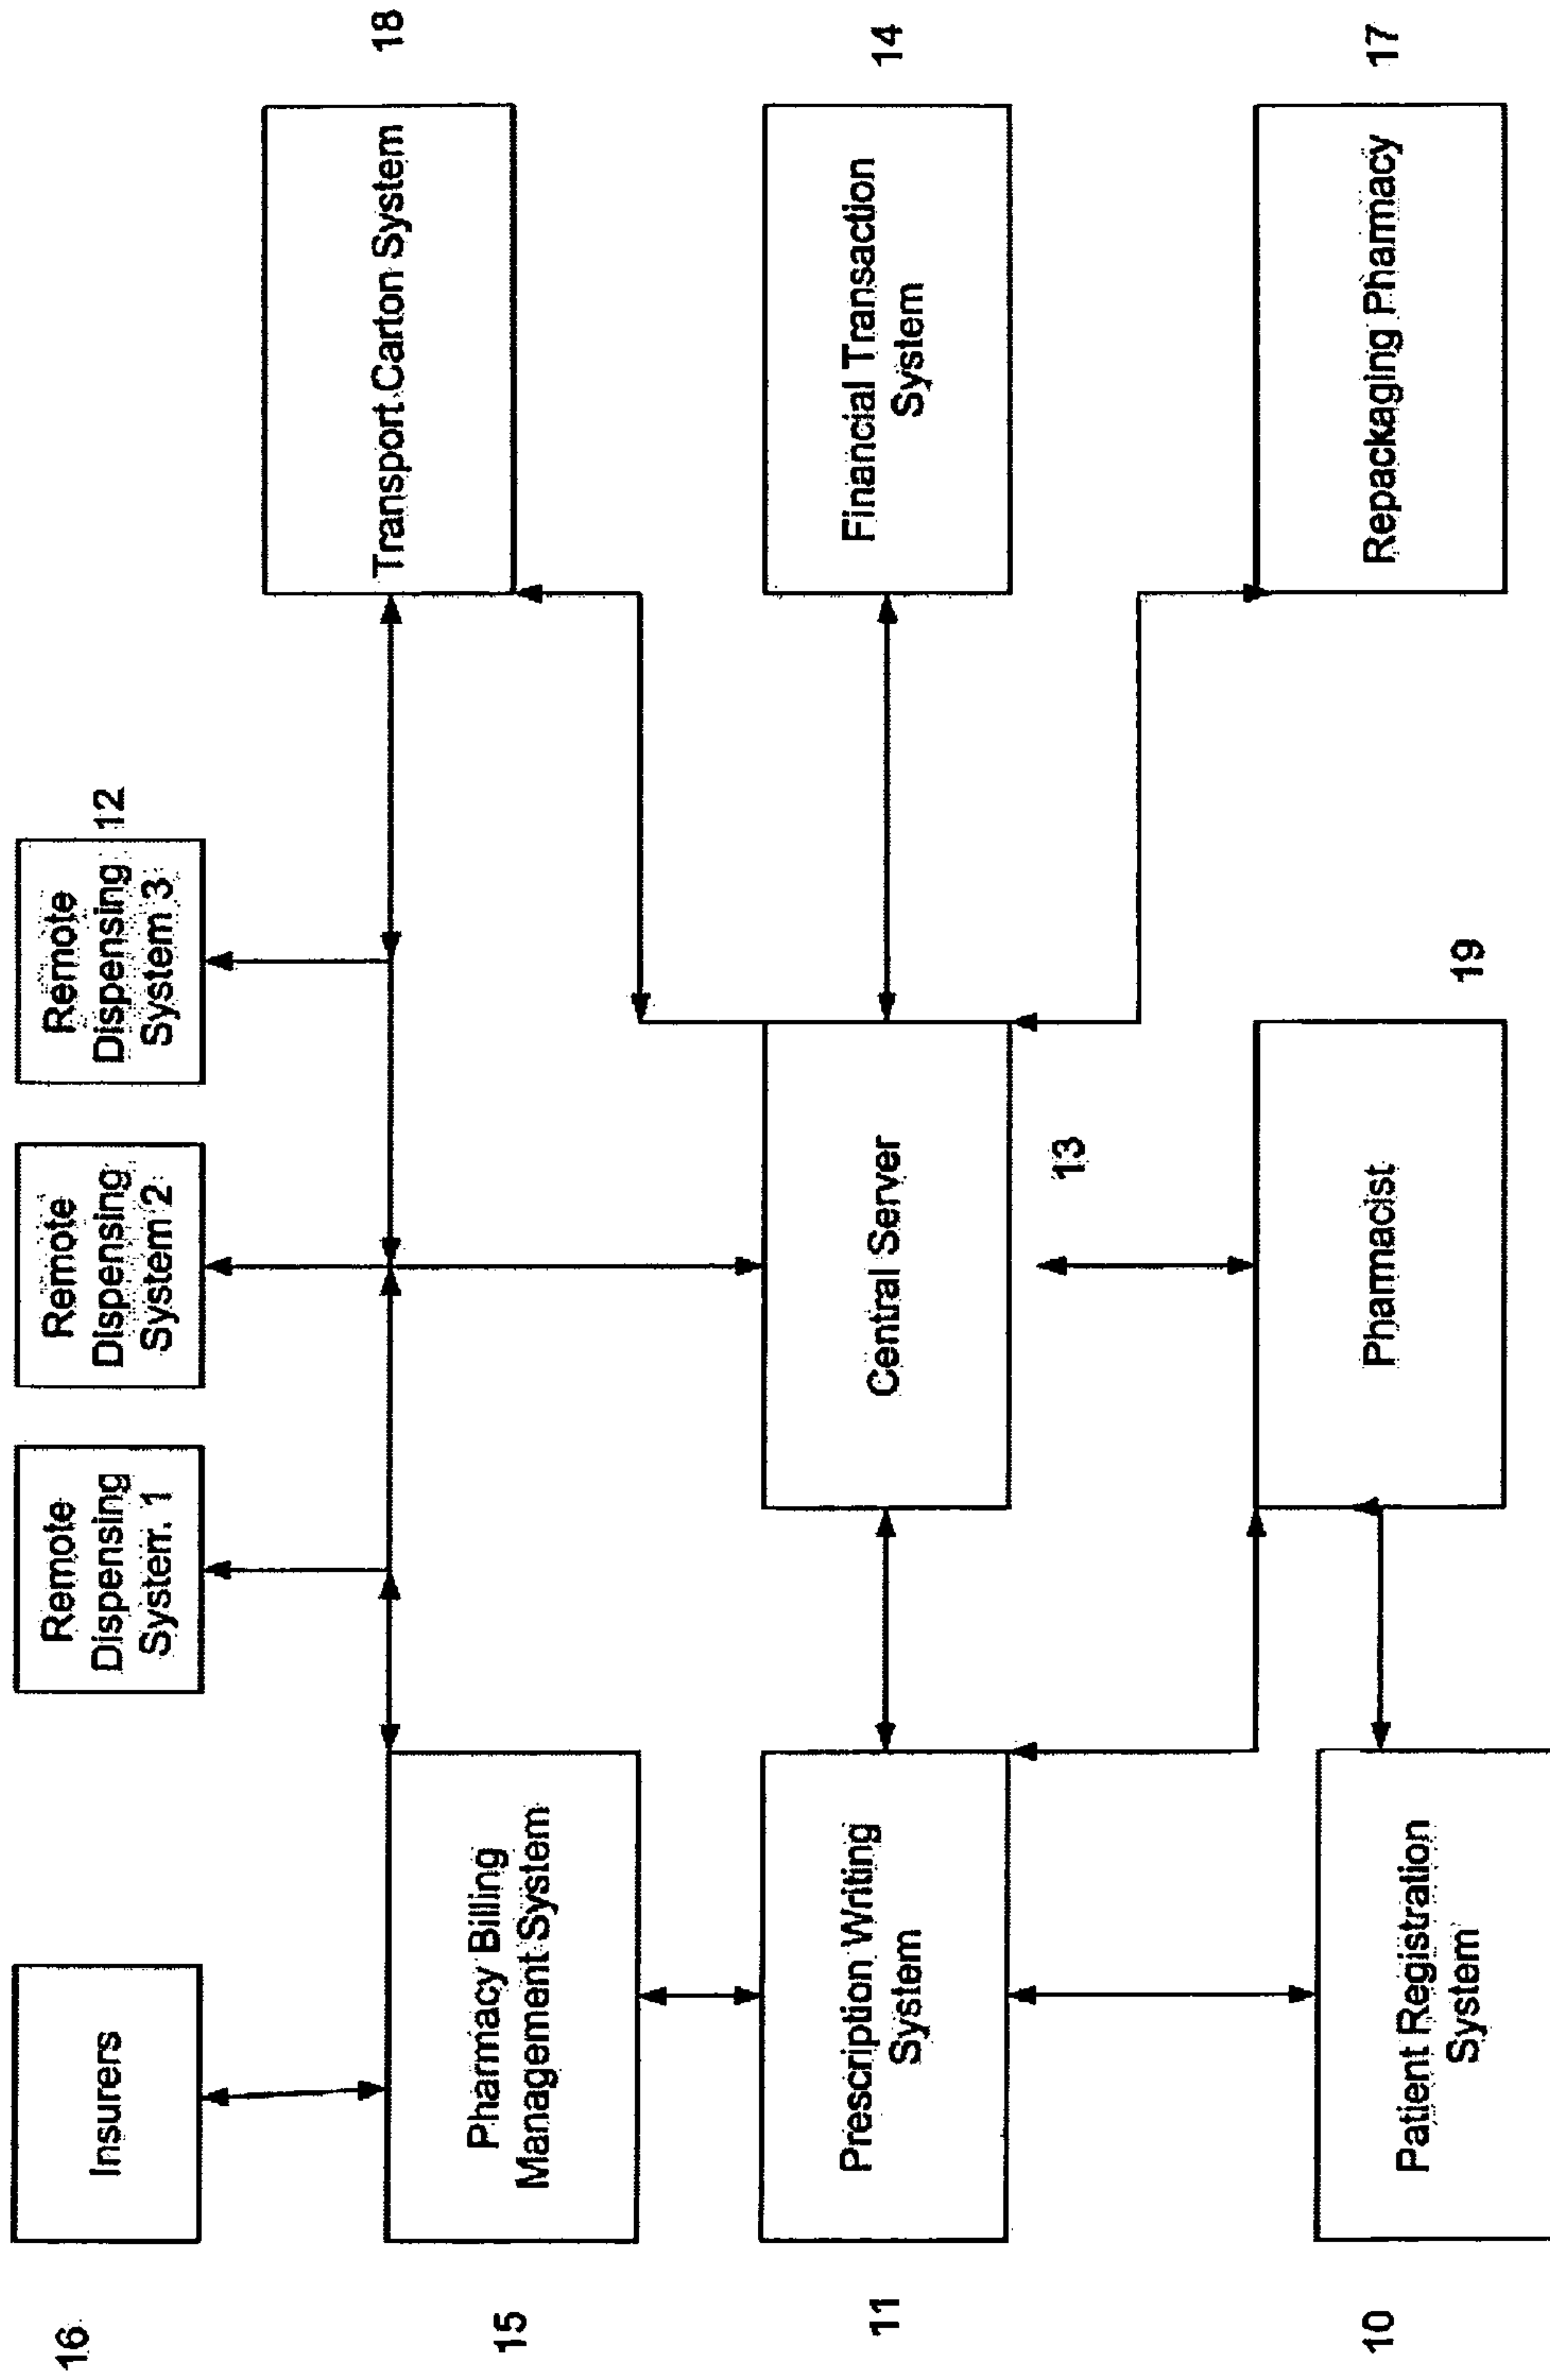 16
Insurers
Remote
Dispensing
System 1
Remote
Dispensing
System 2
Remote
Dispensing
System 3
12
15
Pharmacy Billing
Management System
Transport Carton System
18
11
Prescription Writing
System
Central Server
13
Financial Transaction
System
14
10
Patient Registration
System
Pharmacist
19
Repackaging Pharmacy
17